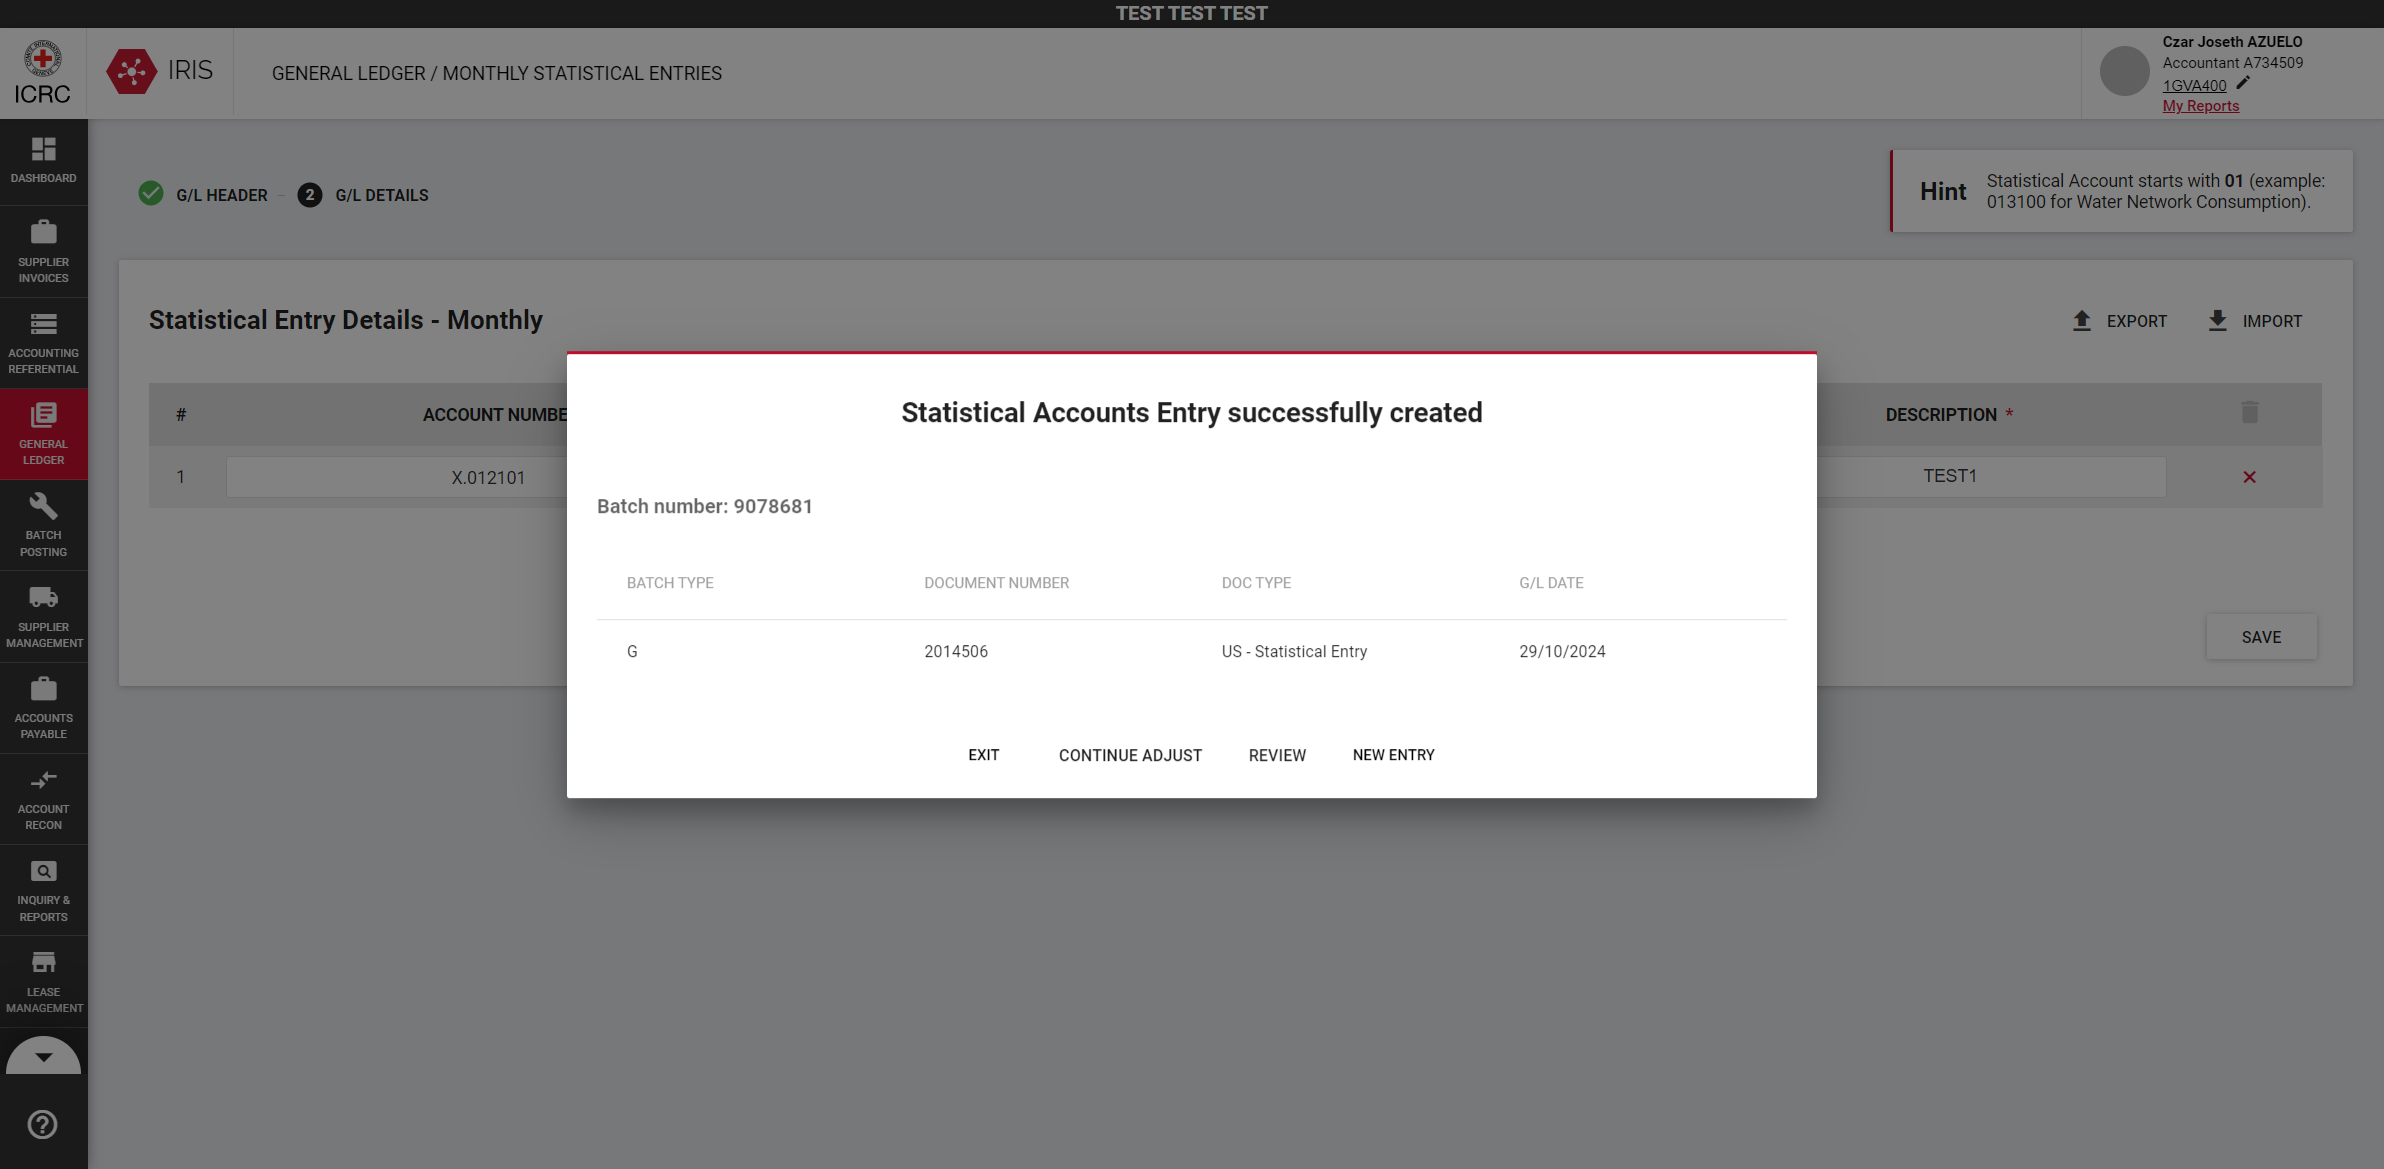 TEST TEST TEST
ICRC
IRIS
GENERAL LEDGER / MONTHLY STATISTICAL ENTRIES
Czar Joseth AZUELO
Accountant A734509
1GVA400
My Reports
DASHBOARD
SUPPLIER
INVOICES
ACCOUNTING
REFERENTIAL
GENERAL
LEDGER
BATCH
POSTING
SUPPLIER
MANAGEMENT
ACCOUNTS
PAYABLE
ACCOUNT
RECON
INQUIRY &
REPORTS
LEASE
MANAGEMENT
G/L HEADER
2 G/L DETAILS
Hint
Statistical Account starts with 01 (example:
013100 for Water Network Consumption).
Statistical Entry Details - Monthly
EXPORT IMPORT
# ACCOUNT NUMBE DESCRIPTION *
1 X.012101 TEST1
SAVE
Statistical Accounts Entry successfully created
Batch number: 9078681
BATCH TYPE DOCUMENT NUMBER DOC TYPE G/L DATE
G 2014506 US - Statistical Entry 29/10/2024
EXIT CONTINUE ADJUST REVIEW NEW ENTRY